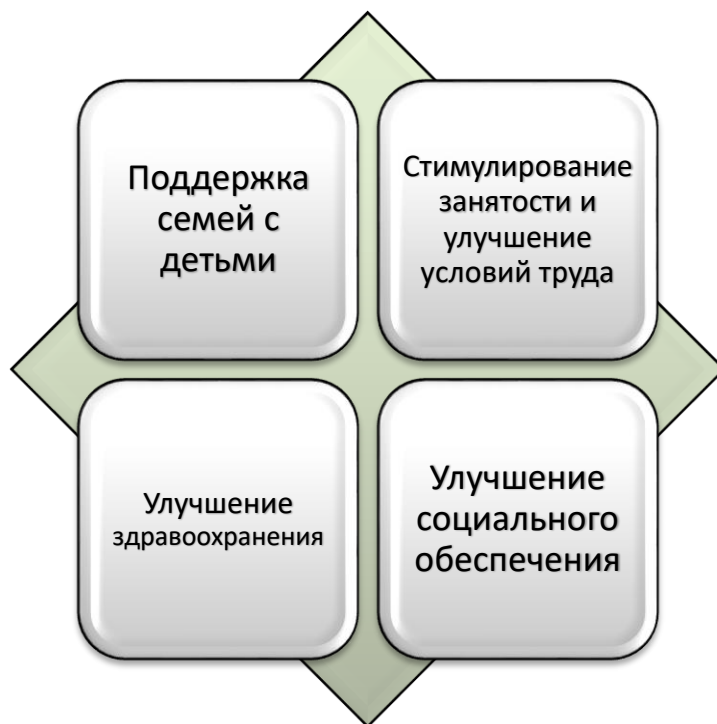 Поддержка
семей с
детьми
Стимулирование
занятости и
улучшение
условий труда
Улучшение
здравоохранения
Улучшение
социального
обеспечения